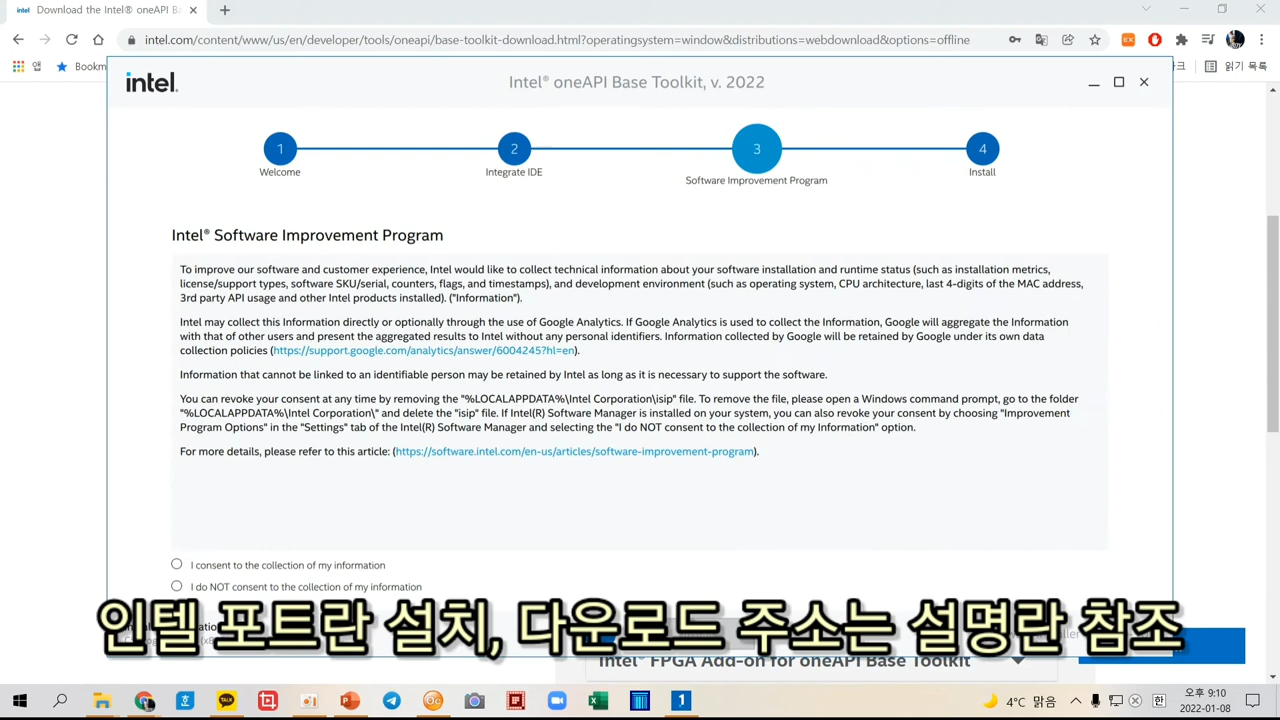 intel Download the Intel® oneAPI B
intel.com/content/www/us/en/developer/tools/oneapi/base-toolkit-download.html?operatingsystem=window&distributions=webdownload&options=offline
EX
앱
Bookm
크
읽기 목록
intel.
Intel® oneAPI Base Toolkit, v. 2022
1
2
3
4
Welcome
Integrate IDE
Software Improvement Program
Install
Intel® Software Improvement Program
To improve our software and customer experience, Intel would like to collect technical information about your software installation and runtime status (such as installation metrics,
license/support types, software SKU/serial, counters, flags, and timestamps), and development environment (such as operating system, CPU architecture, last 4-digits of the MAC address,
3rd party API usage and other Intel products installed). ("Information").
Intel may collect this Information directly or optionally through the use of Google Analytics. If Google Analytics is used to collect the Information, Google will aggregate the Information
with that of other users and present the aggregated results to Intel without any personal identifiers. Information collected by Google will be retained by Google under its own data
collection policies (https://support.google.com/analytics/answer/6004245?hl=en).
Information that cannot be linked to an identifiable person may be retained by Intel as long as it is necessary to support the software.
You can revoke your consent at any time by removing the "%LOCALAPPDATA%\Intel Corporation\isip" file. To remove the file, please open a Windows command prompt, go to the folder
"%LOCALAPPDATA%\Intel Corporation\" and delete the "isip" file. If Intel(R) Software Manager is installed on your system, you can also revoke your consent by choosing "Improvement
Program Options" in the "Settings" tab of the Intel(R) Software Manager and selecting the "I do NOT consent to the collection of my Information" option.
For more details, please refer to this article: (https://software.intel.com/en-us/articles/software-improvement-program).
I consent to the collection of my information
I do NOT consent to the collection of my information
인텔 포트란 설치, 다운로드 주소는 설명란 참조
Intel® FPGA Add-on for oneAPI Base Toolkit
TALK
1
4°C 맑음
한
오후 9:10
2022-01-08